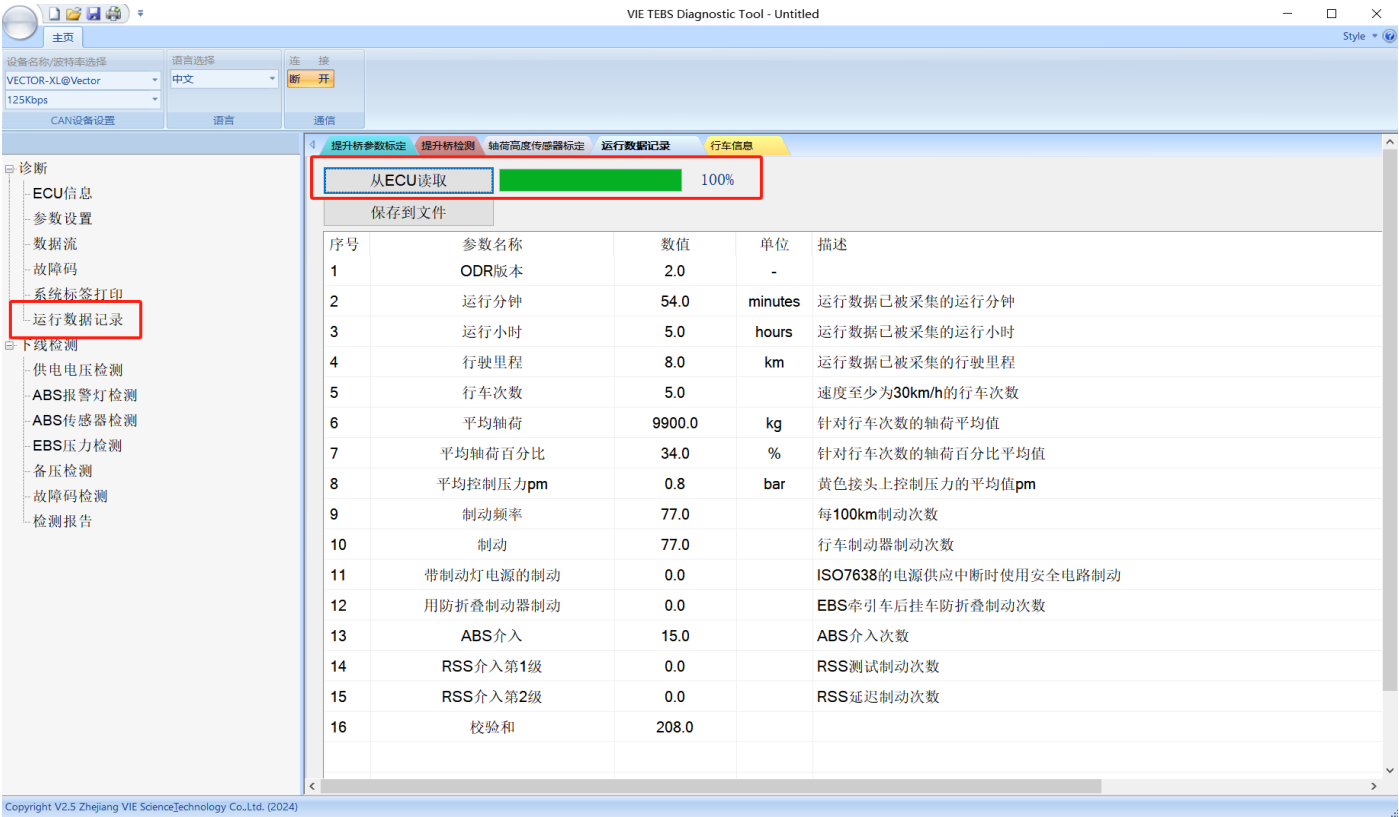 VIE TEBS Diagnostic Tool - Untitled
主页
Style
设备名称/波特率选择
VECTOR-XL@Vector
125Kbps
CAN设备设置
语言选择
中文
语言
连 接
断 开
通信
诊断
ECU信息
参数设置
数据流
故障码
系统标签打印
运行数据记录
下线检测
供电电压检测
ABS报警灯检测
ABS传感器检测
EBS压力检测
备压检测
故障码检测
检测报告
提升桥参数标定 提升桥检测 轴荷高度传感器标定 运行数据记录 行车信息
从ECU读取 100%
保存到文件
序号 参数名称 数值 单位 描述
1 ODR版本 2.0 -
2 运行分钟 54.0 minutes 运行数据已被采集的运行分钟
3 运行小时 5.0 hours 运行数据已被采集的运行小时
4 行驶里程 8.0 km 运行数据已被采集的行驶里程
5 行车次数 5.0 速度至少为30km/h的行车次数
6 平均轴荷 9900.0 kg 针对行车次数的轴荷平均值
7 平均轴荷百分比 34.0 % 针对行车次数的轴荷百分比平均值
8 平均控制压力pm 0.8 bar 黄色接头上控制压力的平均值pm
9 制动频率 77.0 每100km制动次数
10 制动 77.0 行车制动器制动次数
11 带制动灯电源的制动 0.0 ISO7638的电源供应中断时使用安全电路制动
12 用防折叠制动器制动 0.0 EBS牵引车后挂车防折叠制动次数
13 ABS介入 15.0 ABS介入次数
14 RSS介入第1级 0.0 RSS测试制动次数
15 RSS介入第2级 0.0 RSS延迟制动次数
16 校验和 208.0
Copyright V2.5 Zhejiang VIE ScienceTechnology Co.,Ltd. (2024)